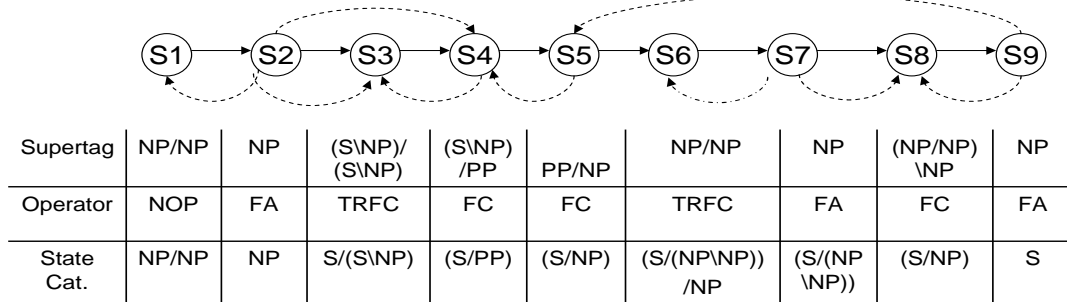 S1 S2 S3 S4 S5 S6 S7 S8 S9
Supertag NP/NP NP (S\NP)/ (S\NP) PP/NP NP/NP NP (NP/NP) NP
(S\NP) /PP \NP
Operator NOP FA TRFC FC FC TRFC FA FC FA
State NP/NP NP S/(S\NP) (S/PP) (S/NP) (S/(NP\NP)) (S/(NP (S/NP) S
Cat. /NP \NP))